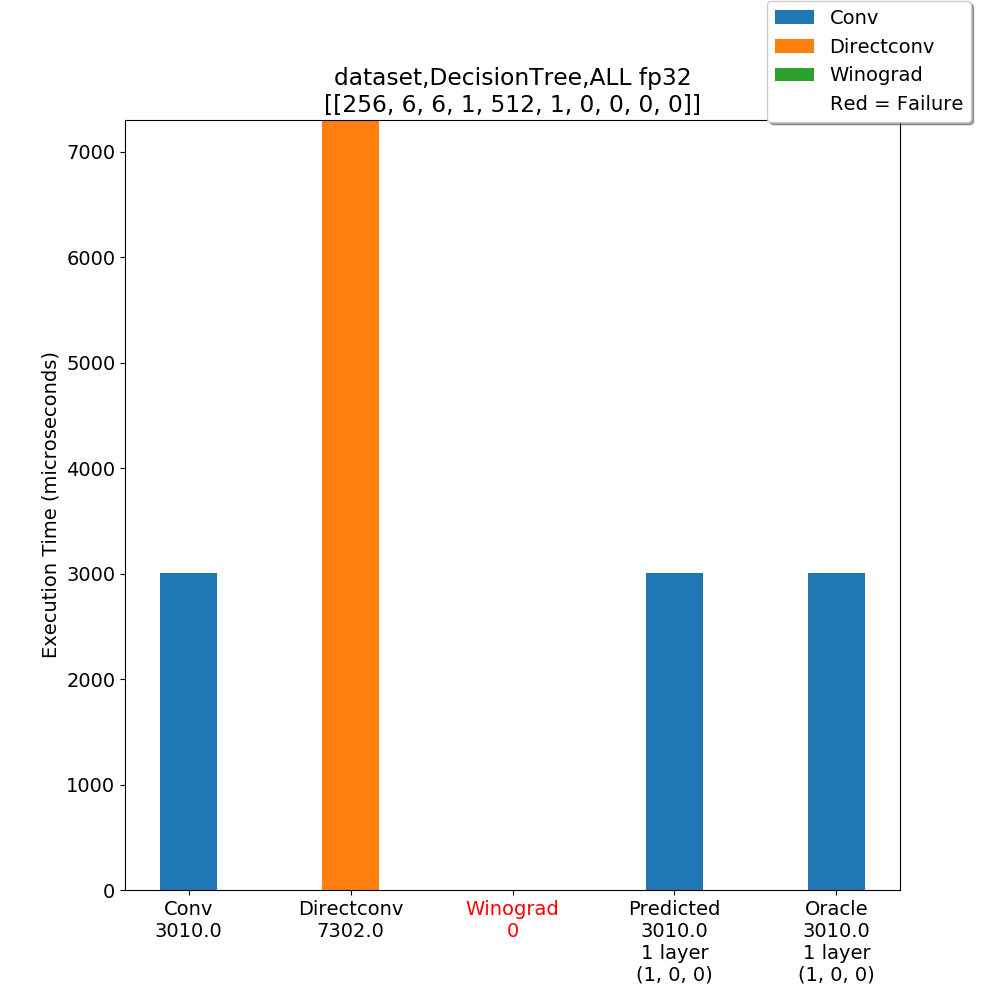 Conv
Directconv
Winograd
Red = Failure
dataset,DecisionTree,ALL fp32
[[256, 6, 6, 1, 512, 1, 0, 0, 0, 0]]
Execution Time (microseconds)
7000
6000
5000
4000
3000
2000
1000
0
Conv
3010.0
Directconv
7302.0
Winograd
0
Predicted
3010.0
1 layer
(1, 0, 0)
Oracle
3010.0
1 layer
(1, 0, 0)